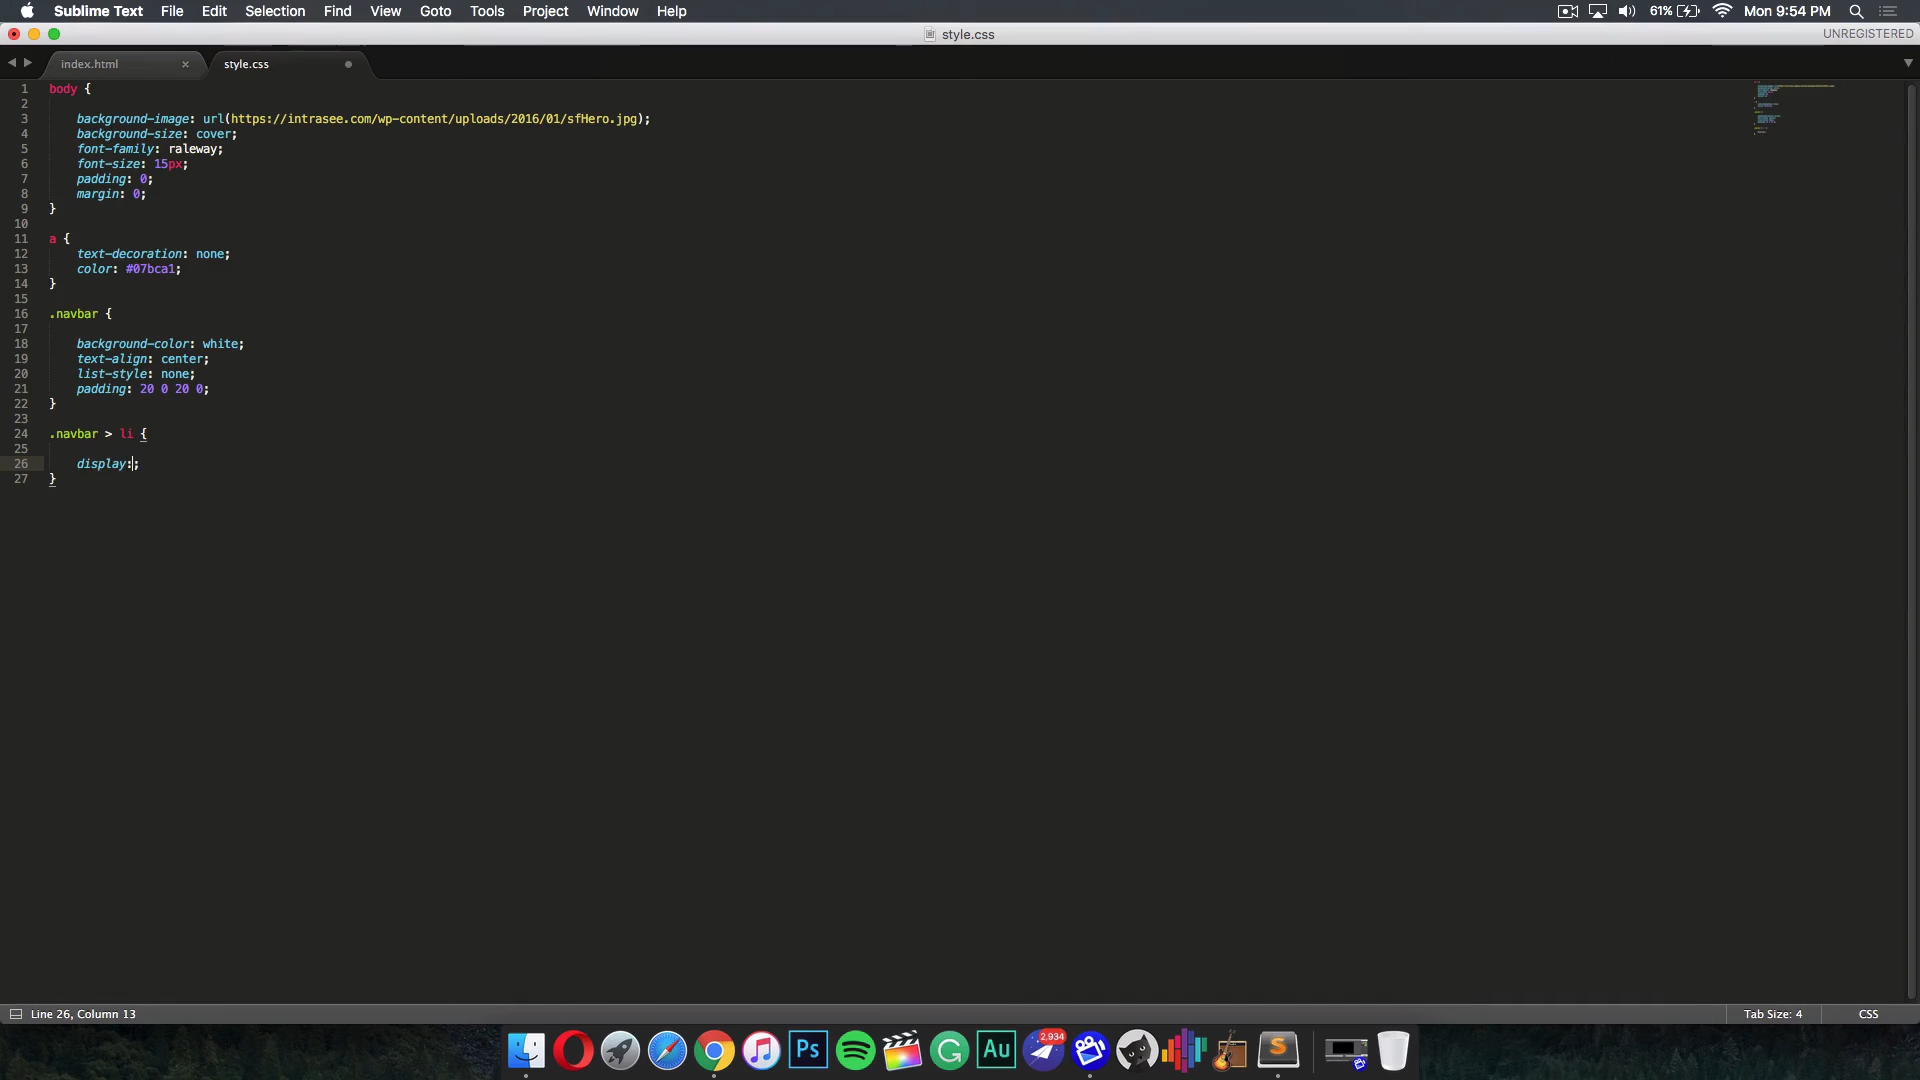 Sublime Text File Edit Selection Find View Goto Tools Project Window Help 61% Mon 9:54 PM
style.css UNREGISTERED
index.html style.css
1 body {
2
3 background-image: url(https://intrasee.com/wp-content/uploads/2016/01/sfHero.jpg);
4 background-size: cover;
5 font-family: raleway;
6 font-size: 15px;
7 padding: 0;
8 margin: 0;
9 }
10
11 a {
12 text-decoration: none;
13 color: #07bca1;
14 }
15
16 .navbar {
17
18 background-color: white;
19 text-align: center;
20 list-style: none;
21 padding: 20 0 20 0;
22 }
23
24 .navbar > li {
25
26 display:;
27 }
Line 26, Column 13 Tab Size: 4 CSS
Ps Au 2,934 S